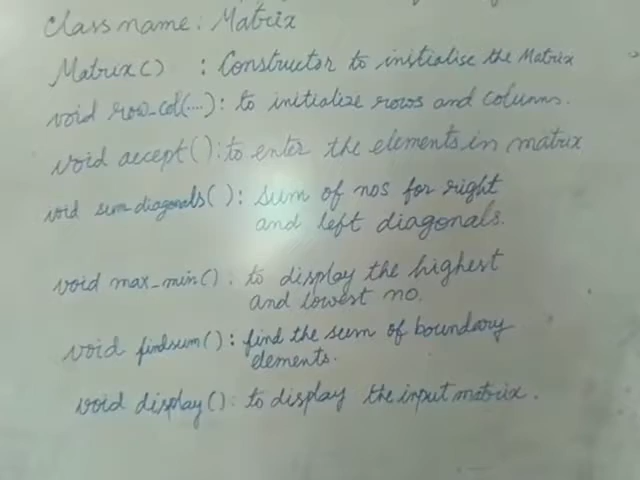 Class name: Matrix
Matrix() : Constructor to initialise the Matrix
void row_col(...): to initialize rows and columns.
void accept(): to enter the elements in matrix
void sum_diagonals(): sum of nos for right
and left diagonals.
void max_min(). to display the highest
and lowest no.
void findsum(): find the sum of boundary
elements.
void display(): to display the input matrix.